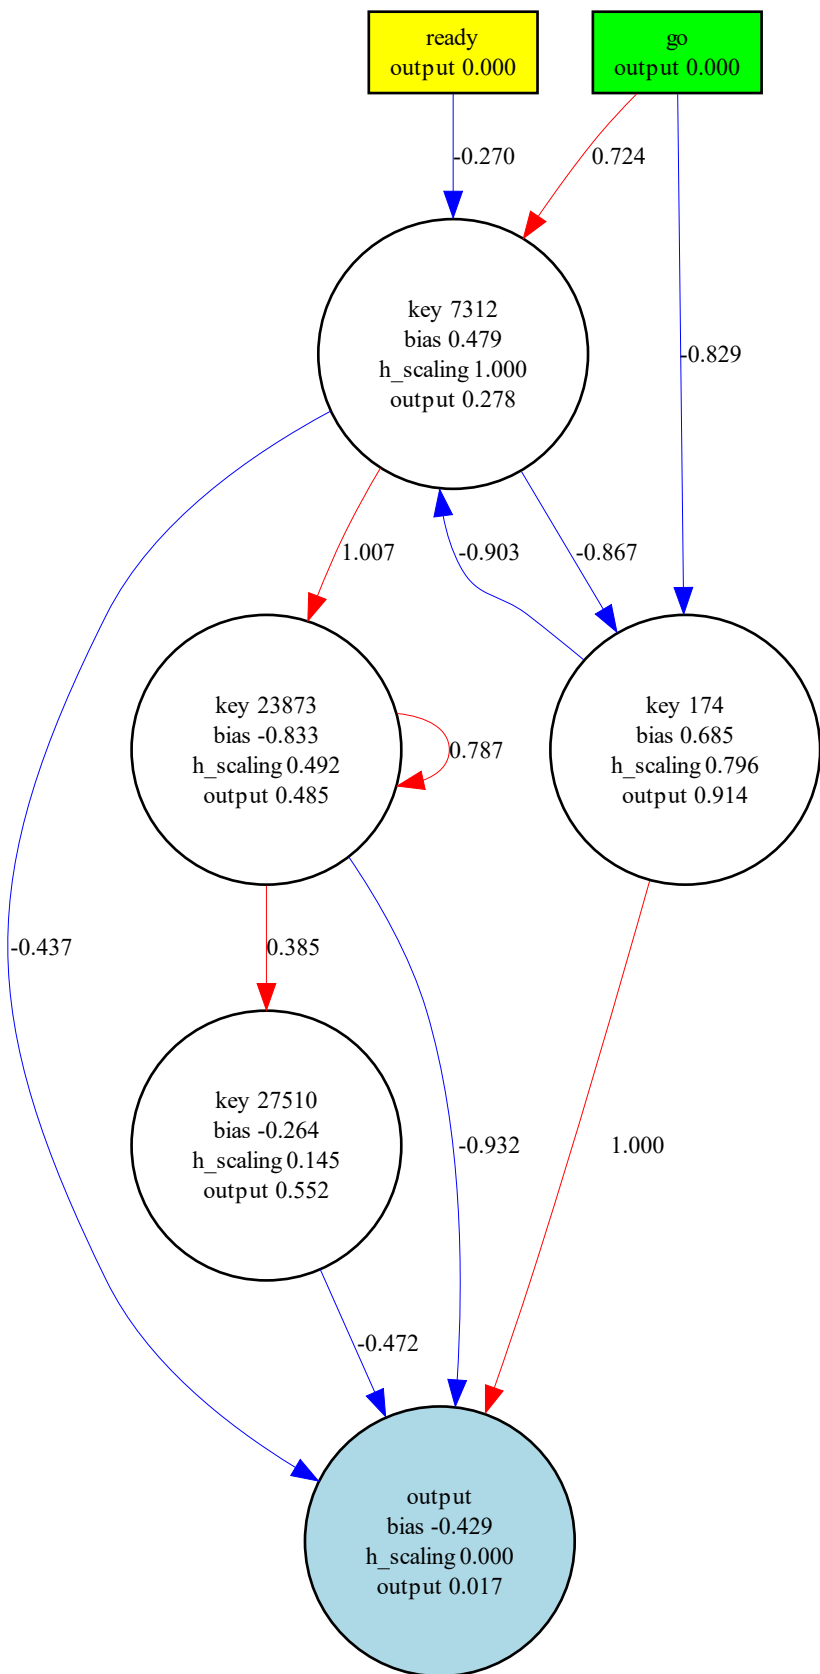 ready
output 0.000
go
output 0.000
-0.270
0.724
key 7312
bias 0.479
h_scaling 1.000
output 0.278
-0.829
1.007
-0.903
-0.867
key 23873
bias -0.833
h_scaling 0.492
output 0.485
0.787
key 174
bias 0.685
h_scaling 0.796
output 0.914
-0.437
0.385
key 27510
bias -0.264
h_scaling 0.145
output 0.552
-0.932
1.000
-0.472
output
bias -0.429
h_scaling 0.000
output 0.017